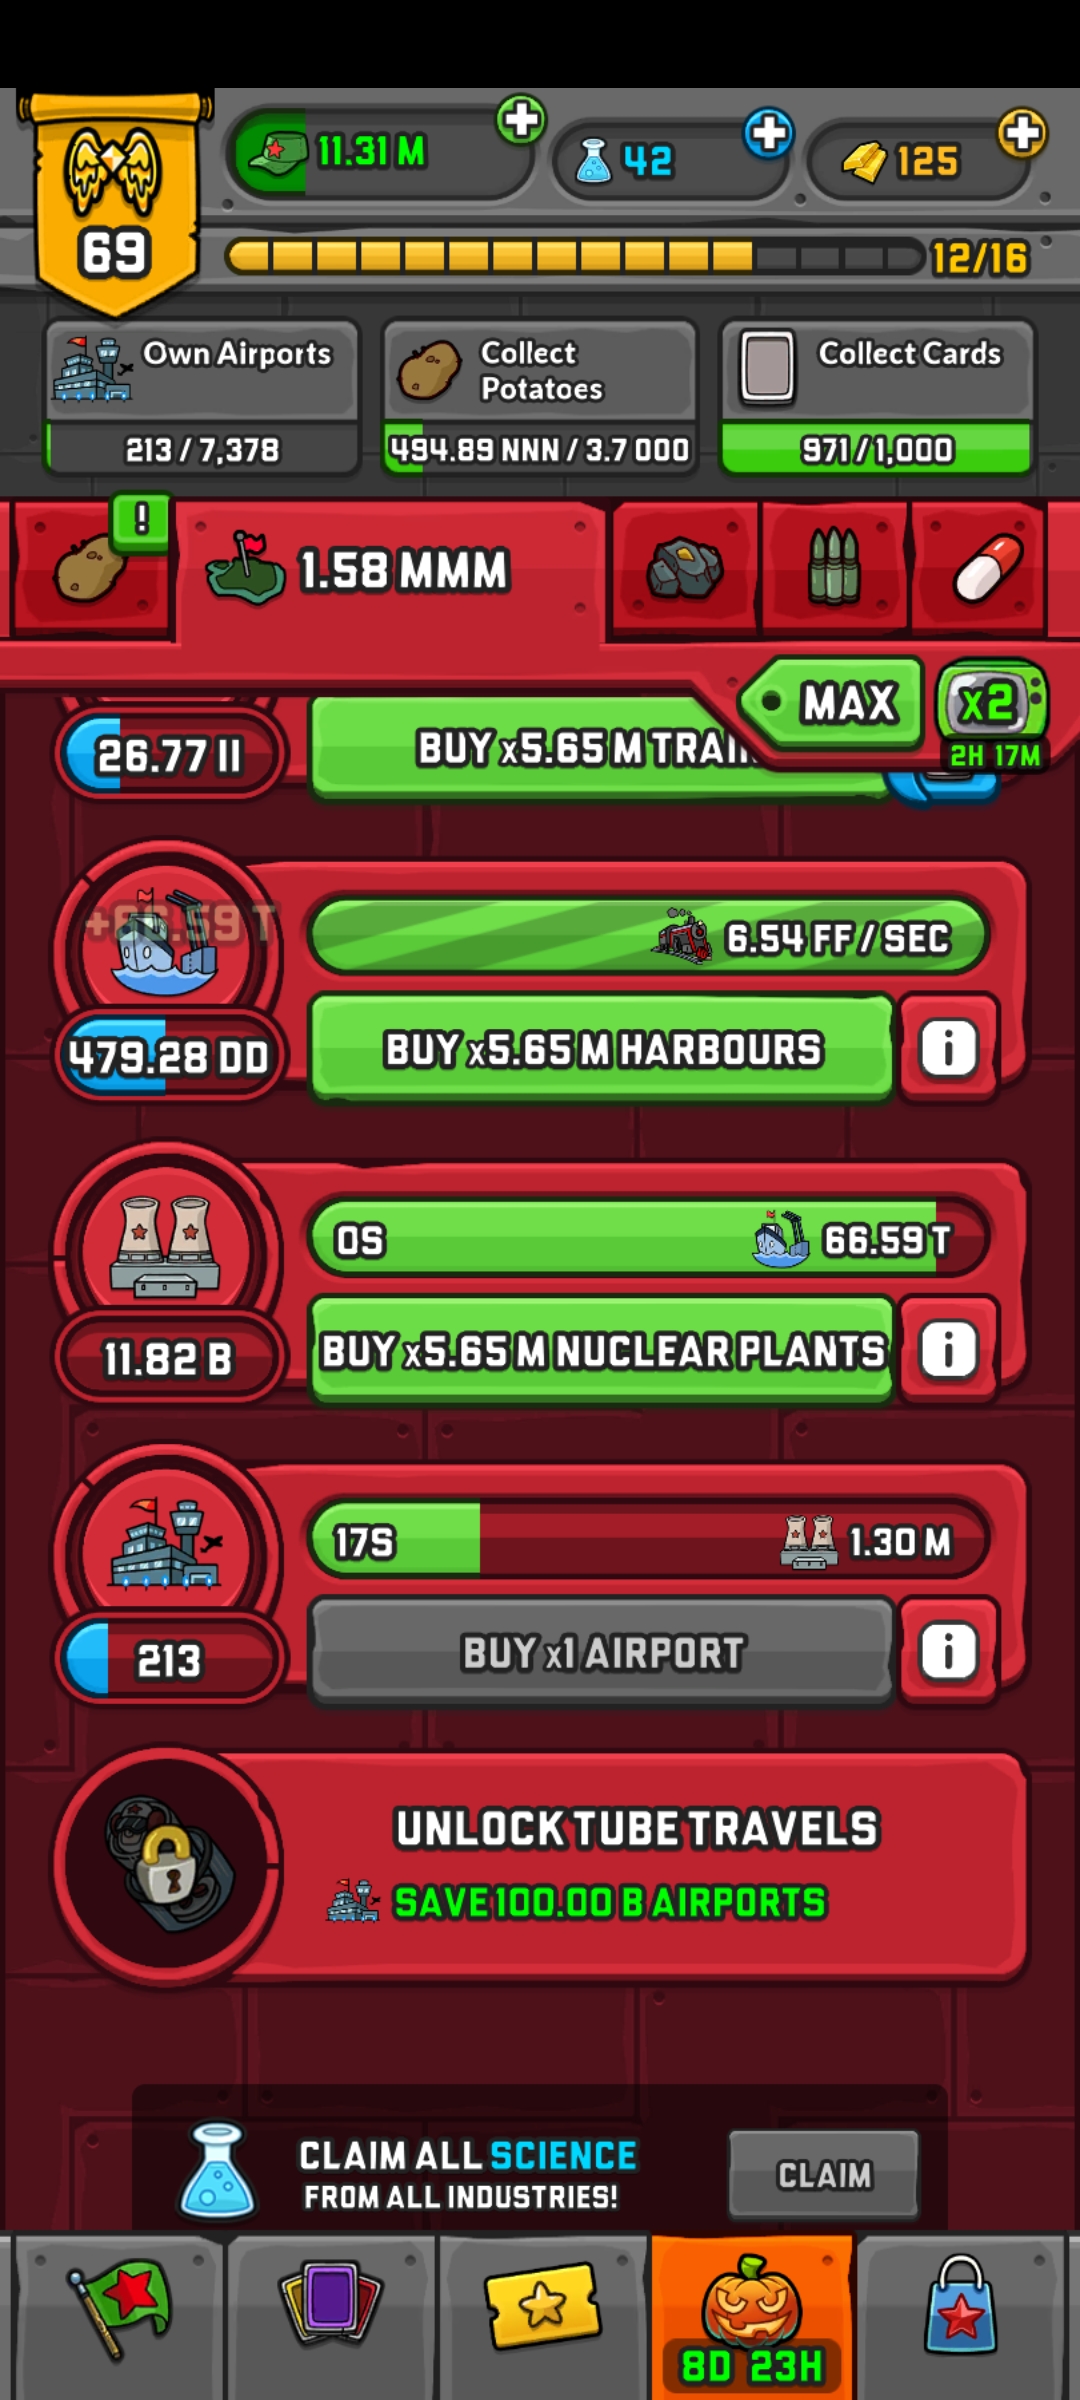 69
11.31 M
42
125
12/16
Own Airports
213 / 7,378
Collect
Potatoes
494.89 NNN / 3.7 OOO
Collect Cards
971 / 1,000
!
1.58 MMM
MAX
x2
2H 17M
26.77 II
BUY x5.65 M TRAI
+66.59 T
6.54 FF / SEC
479.28 DD
BUY x5.65 M HARBOURS
i
0S
66.59 T
11.82 B
BUY x5.65 M NUCLEAR PLANTS
i
17S
1.30 M
213
BUY x1 AIRPORT
i
UNLOCK TUBE TRAVELS
SAVE 100.00 B AIRPORTS
CLAIM ALL SCIENCE
FROM ALL INDUSTRIES!
CLAIM
8D 23H